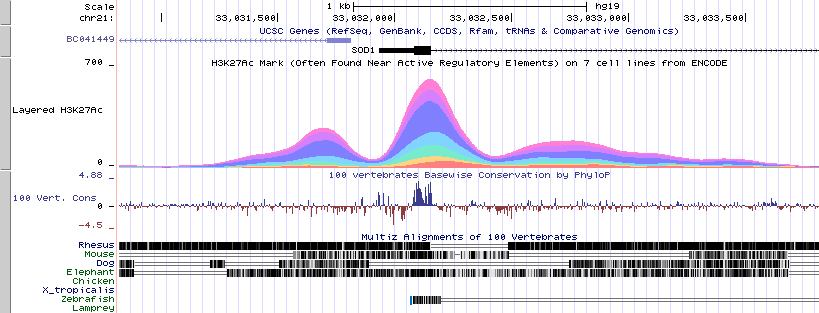 Scale 1 kb hg19
chr21: 33,031,500 33,032,000 33,032,500 33,033,000 33,033,500
UCSC Genes (RefSeq, GenBank, CCDS, Rfam, tRNAs & Comparative Genomics)
BC041449
SOD1
700 _ H3K27Ac Mark (Often Found Near Active Regulatory Elements) on 7 cell lines from ENCODE
Layered H3K27Ac
0 _
4.88 _ 100 vertebrates Basewise Conservation by PhyloP
100 Vert. Cons 0 _
-4.5 _
Multiz Alignments of 100 Vertebrates
Rhesus
Mouse
Dog
Elephant
Chicken
X_tropicalis
Zebrafish
Lamprey